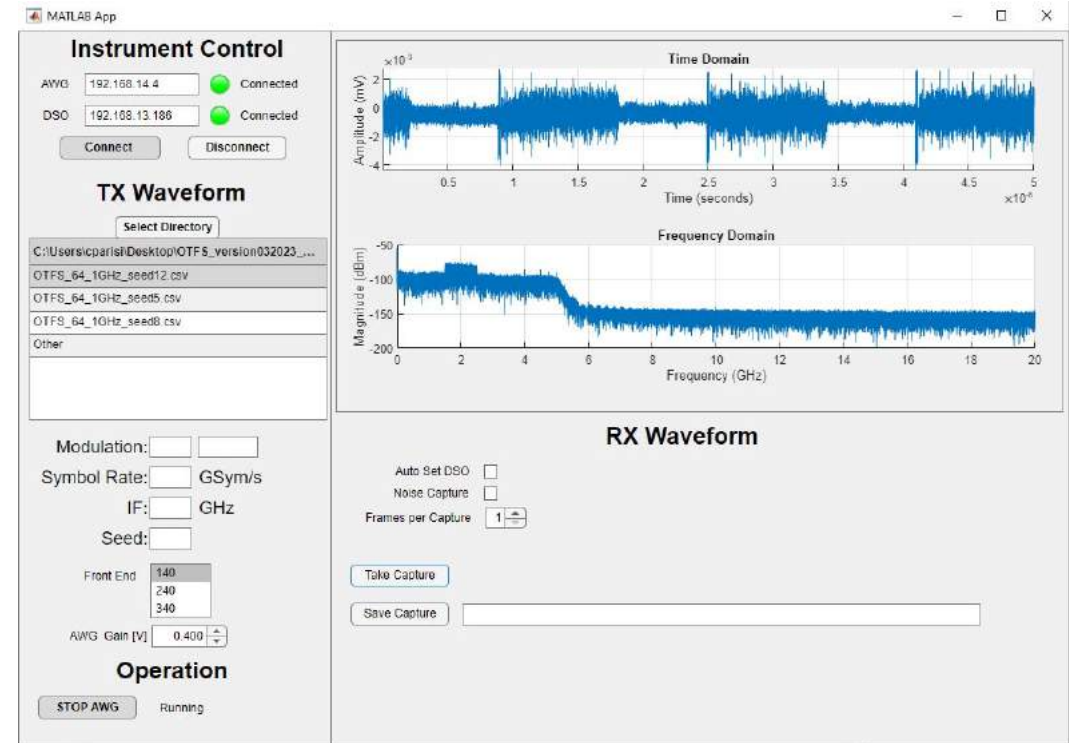 MATLAB App
Instrument Control
AWG 192.168.14.4 Connected
DSO 192.168.13.186 Connected
Connect Disconnect
TX Waveform
Select Directory
C:\Users\cparisi\Desktop\OTFS_version032023_...
OTFS_64_1GHz_seed12.csv
OTFS_64_1GHz_seed5.csv
OTFS_64_1GHz_seed8.csv
Other
Modulation:
Symbol Rate: GSym/s
IF: GHz
Seed:
Front End 140
240
340
AWG Gain [V] 0.400
Operation
STOP AWG Running
Time Domain
×10⁻³
Amplitude (mV)
2
0
-2
-4
0.5 1 1.5 2 2.5 3 3.5 4 4.5 5
Time (seconds)
Frequency Domain
Magnitude (dBm)
-50
-100
-150
-200
0 2 4 6 8 10 12 14 16 18 20
Frequency (GHz)
RX Waveform
Auto Set DSO
Noise Capture
Frames per Capture 1
Take Capture
Save Capture